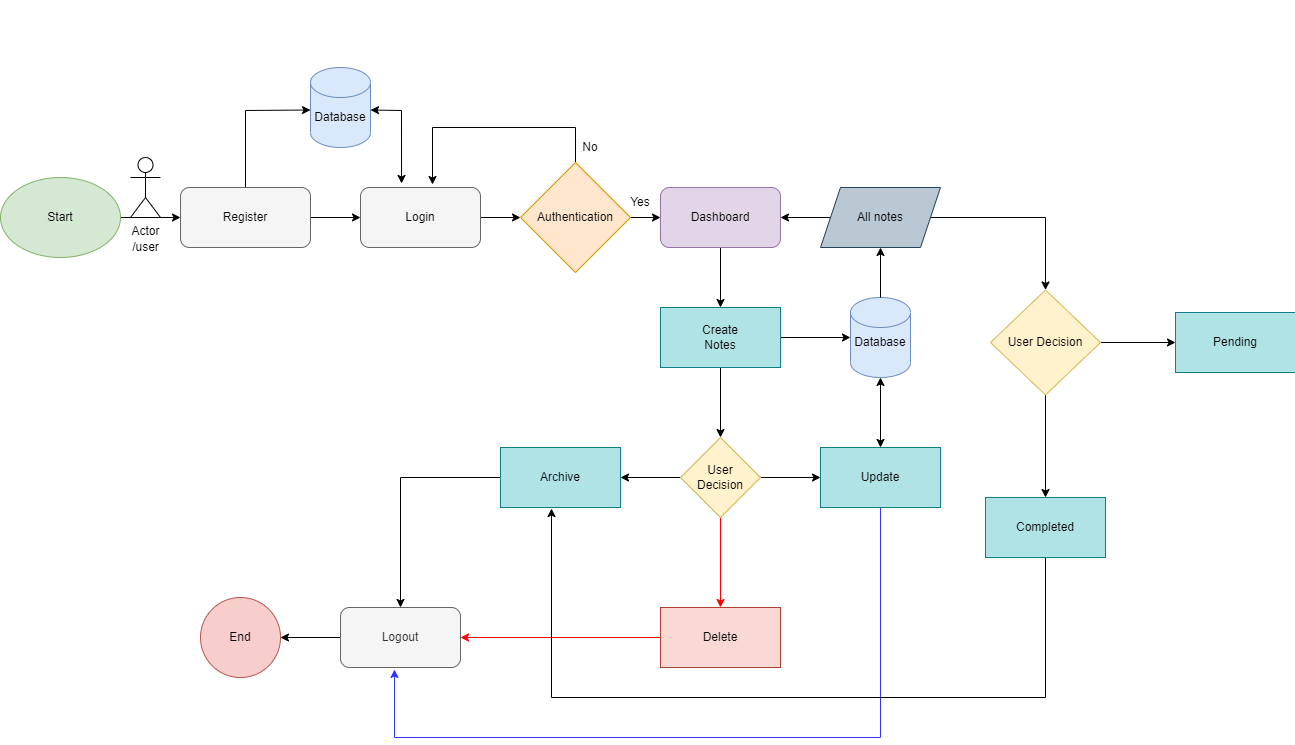 Database
No
Yes
Start
Register
Login
Authentication
Dashboard
All notes
Actor
/user
Create
Notes
Database
User Decision
Pending
Archive
User
Decision
Update
Completed
End
Logout
Delete